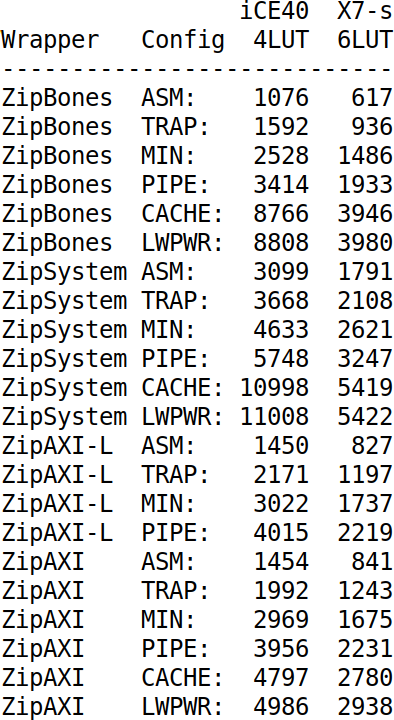 iCE40  X7-s
Wrapper   Config  4LUT  6LUT
----------------------------
ZipBones  ASM:    1076   617
ZipBones  TRAP:   1592   936
ZipBones  MIN:    2528  1486
ZipBones  PIPE:   3414  1933
ZipBones  CACHE:  8766  3946
ZipBones  LWPWR:  8808  3980
ZipSystem ASM:    3099  1791
ZipSystem TRAP:   3668  2108
ZipSystem MIN:    4633  2621
ZipSystem PIPE:   5748  3247
ZipSystem CACHE: 10998  5419
ZipSystem LWPWR: 11008  5422
ZipAXI-L  ASM:    1450   827
ZipAXI-L  TRAP:   2171  1197
ZipAXI-L  MIN:    3022  1737
ZipAXI-L  PIPE:   4015  2219
ZipAXI    ASM:    1454   841
ZipAXI    TRAP:   1992  1243
ZipAXI    MIN:    2969  1675
ZipAXI    PIPE:   3956  2231
ZipAXI    CACHE:  4797  2780
ZipAXI    LWPWR:  4986  2938